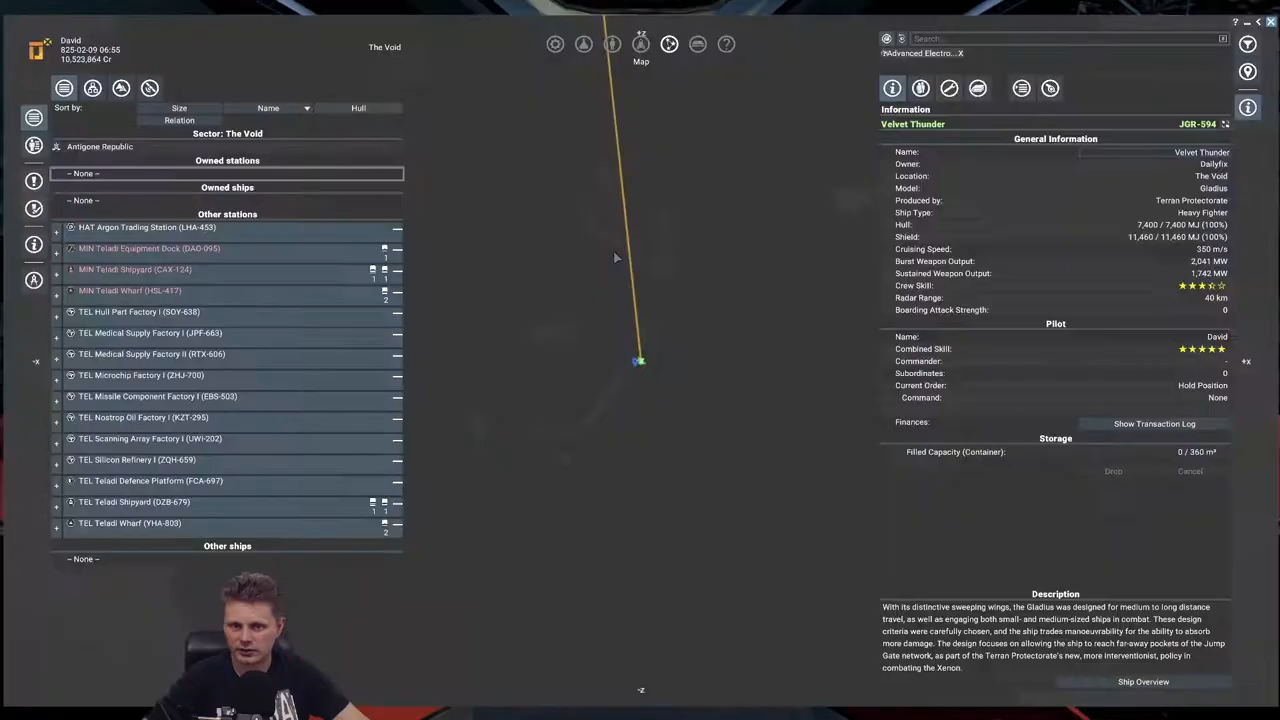 David
825-02-09 06:55
10,523,864 Cr
The Void
+z
Map
Search...
Advanced Electro... X
Sort by:
Size
Name
Hull
Relation
Sector: The Void
Antigone Republic
Owned stations
-- None --
Owned ships
-- None --
Other stations
HAT Argon Trading Station (LHA-453)
MIN Teladi Equipment Dock (DAO-095)
1
MIN Teladi Shipyard (CAX-124)
1 1
MIN Teladi Wharf (HSL-417)
2
TEL Hull Part Factory I (SOY-638)
TEL Medical Supply Factory I (JPF-663)
TEL Medical Supply Factory II (RTX-606)
TEL Microchip Factory I (ZHJ-700)
TEL Missile Component Factory I (EBS-503)
TEL Nostrop Oil Factory I (KZT-295)
TEL Scanning Array Factory I (UWI-202)
TEL Silicon Refinery I (ZQH-659)
TEL Teladi Defence Platform (FCA-697)
TEL Teladi Shipyard (DZB-679)
1 1
TEL Teladi Wharf (YHA-803)
2
Other ships
-- None --
-x
+x
-z
Information
Velvet Thunder JGR-594
General Information
Name: Velvet Thunder
Owner: Dailyfix
Location: The Void
Model: Gladius
Produced by: Terran Protectorate
Ship Type: Heavy Fighter
Hull: 7,400 / 7,400 MJ (100%)
Shield: 11,460 / 11,460 MJ (100%)
Cruising Speed: 350 m/s
Burst Weapon Output: 2,041 MW
Sustained Weapon Output: 1,742 MW
Crew Skill:
Radar Range: 40 km
Boarding Attack Strength: 0
Pilot
Name: David
Combined Skill:
Commander: -
Subordinates: 0
Current Order: Hold Position
Command: None
Finances: Show Transaction Log
Storage
Filled Capacity (Container): 0 / 360 m³
Drop Cancel
Description
With its distinctive sweeping wings, the Gladius was designed for medium to long distance
travel, as well as engaging both small- and medium-sized ships in combat. These design
criteria were carefully chosen, and the ship trades manoeuvrability for the ability to absorb
more damage. The design focuses on allowing the ship to reach far-away pockets of the Jump
Gate network, as part of the Terran Protectorate's new, more interventionist, policy in
combating the Xenon.
Ship Overview